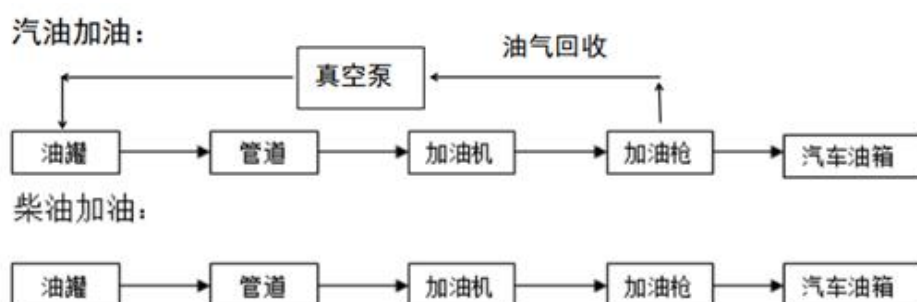 汽油加油：
油气回收
真空泵
油罐 管道 加油机 加油枪 汽车油箱
柴油加油：
油罐 管道 加油机 加油枪 汽车油箱